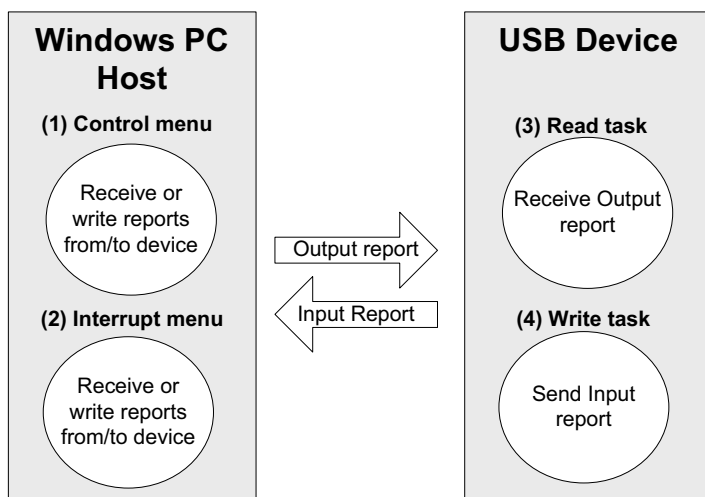 Windows PC
Host
(1) Control menu
Receive or
write reports
from/to device
(2) Interrupt menu
Receive or
write reports
from/to device
Output report
Input Report
USB Device
(3) Read task
Receive Output
report
(4) Write task
Send Input
report